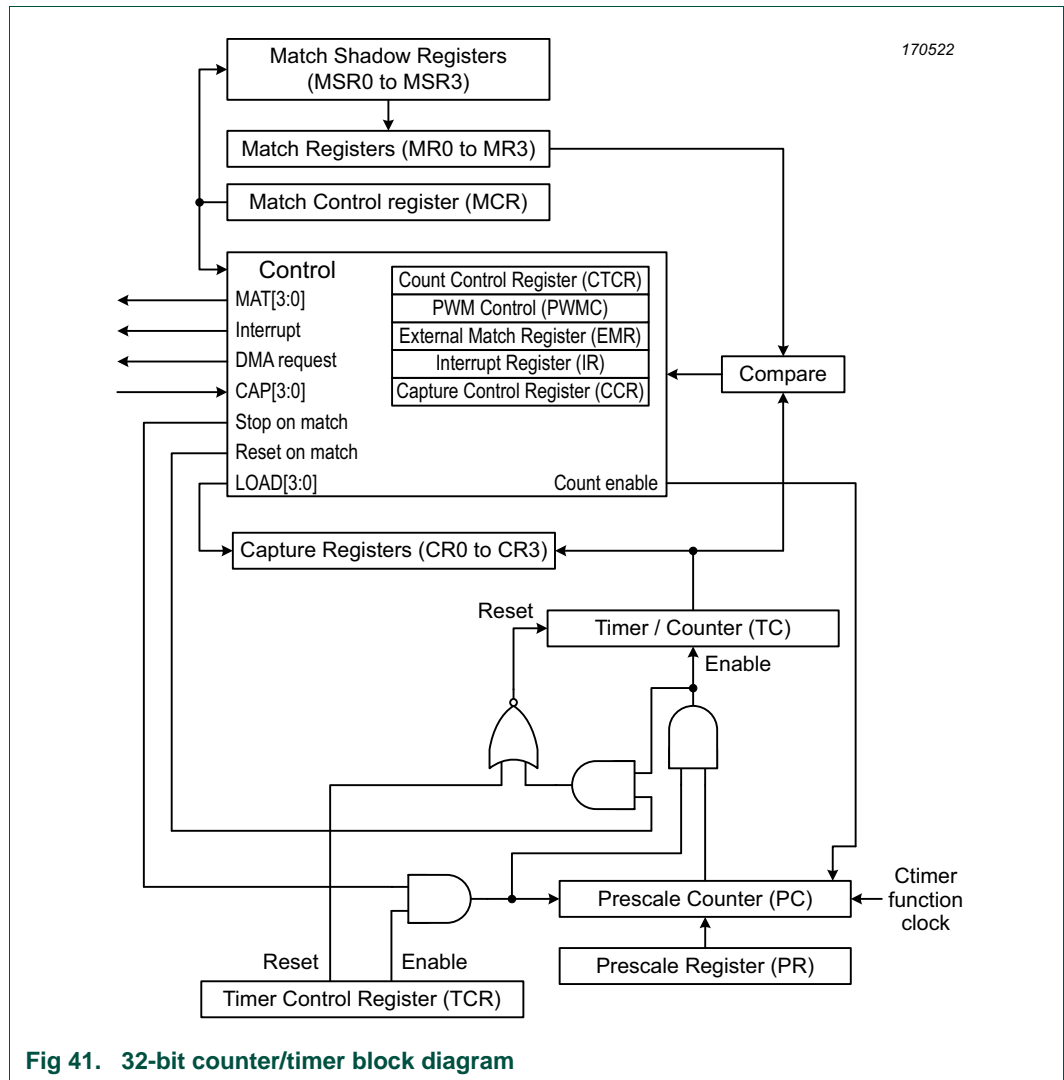 170522
Match Shadow Registers
(MSR0 to MSR3)
Match Registers (MR0 to MR3)
Match Control register (MCR)
Control
MAT[3:0]
Interrupt
DMA request
CAP[3:0]
Stop on match
Reset on match
LOAD[3:0]
Count Control Register (CTCR)
PWM Control (PWMC)
External Match Register (EMR)
Interrupt Register (IR)
Capture Control Register (CCR)
Count enable
Compare
Capture Registers (CR0 to CR3)
Reset
Timer / Counter (TC)
Enable
Prescale Counter (PC)
Ctimer
function
clock
Prescale Register (PR)
Reset
Enable
Timer Control Register (TCR)
Fig 41. 32-bit counter/timer block diagram